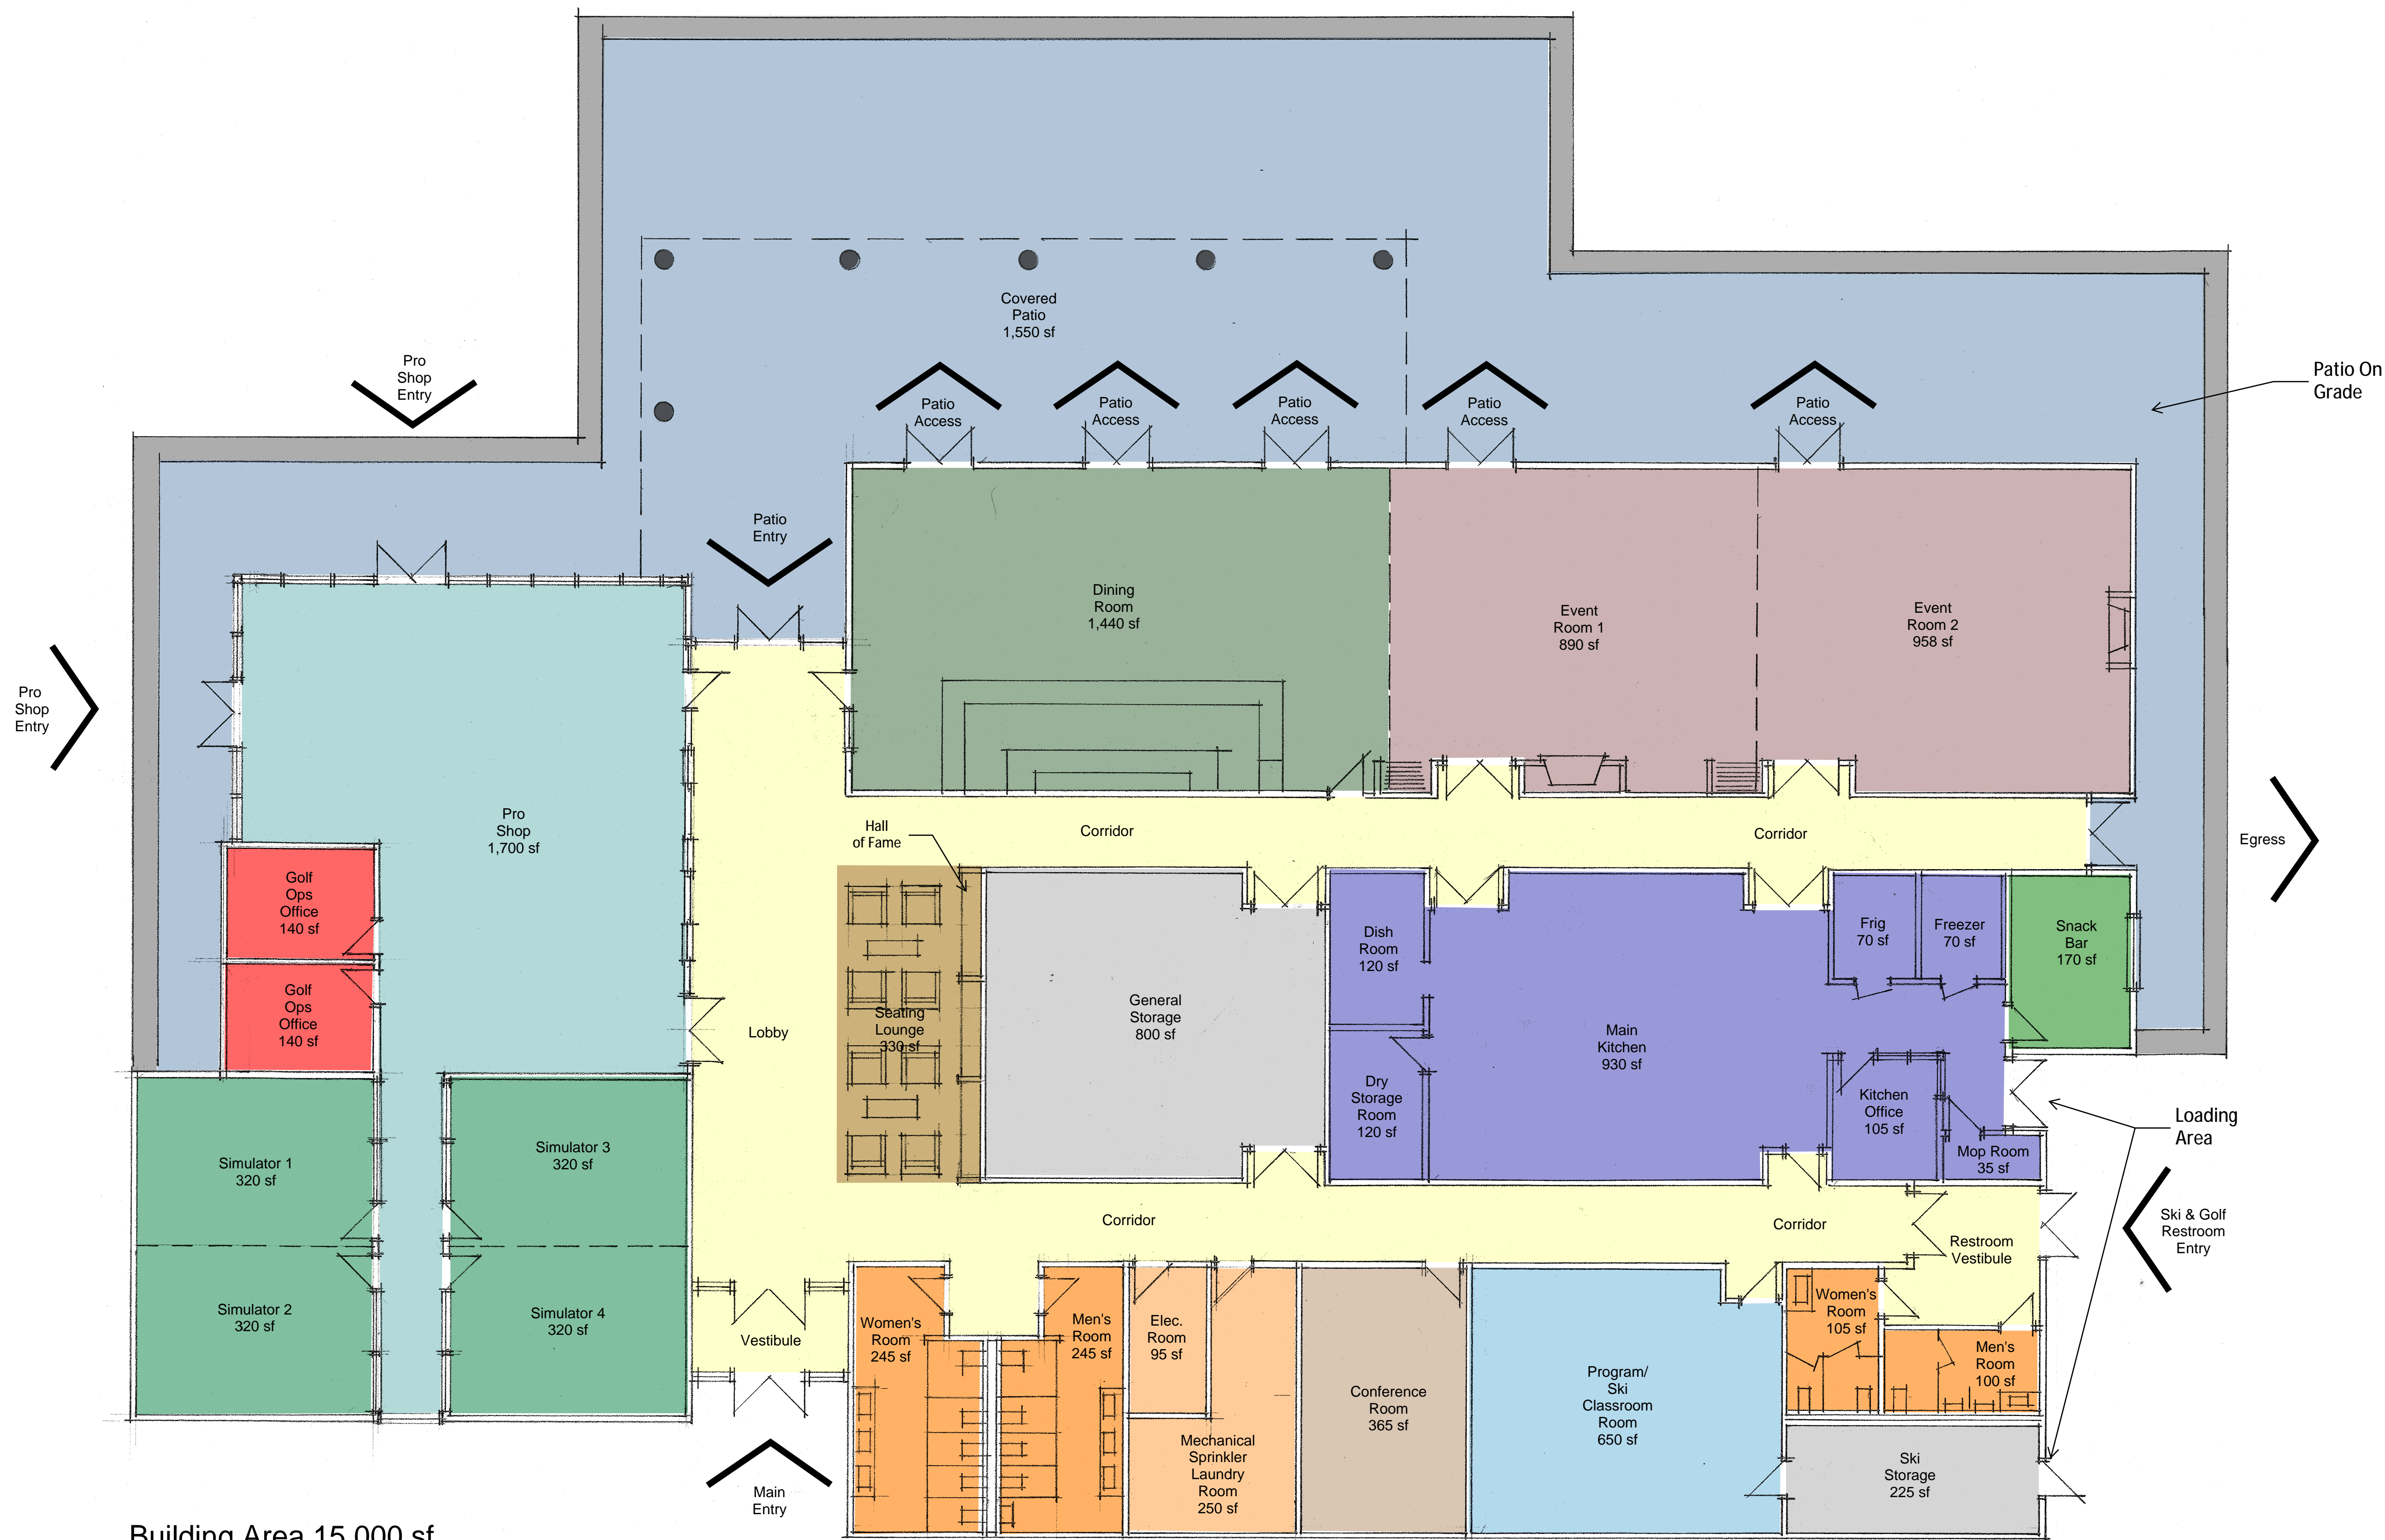 Covered
Patio
1,550 sf
Pro
Shop
Entry
Patio
Access
Patio
Access
Patio
Access
Patio
Access
Patio
Access
Patio On
Grade
Patio
Entry
Dining
Room
1,440 sf
Event
Room 1
890 sf
Event
Room 2
958 sf
Pro
Shop
Entry
Pro
Shop
1,700 sf
Hall
of Fame
Corridor
Corridor
Egress
Golf
Ops
Office
140 sf
Golf
Ops
Office
140 sf
Lobby
Seating
Lounge
330 sf
General
Storage
800 sf
Dish
Room
120 sf
Dry
Storage
Room
120 sf
Main
Kitchen
930 sf
Frig
70 sf
Freezer
70 sf
Snack
Bar
170 sf
Kitchen
Office
105 sf
Mop Room
35 sf
Loading
Area
Simulator 1
320 sf
Simulator 3
320 sf
Simulator 2
320 sf
Simulator 4
320 sf
Corridor
Corridor
Restroom
Vestibule
Ski & Golf
Restroom
Entry
Vestibule
Women's
Room
245 sf
Men's
Room
245 sf
Elec.
Room
95 sf
Mechanical
Sprinkler
Laundry
Room
250 sf
Conference
Room
365 sf
Program/
Ski
Classroom
Room
650 sf
Women's
Room
105 sf
Men's
Room
100 sf
Ski
Storage
225 sf
Main
Entry
Building Area 15,000 sf